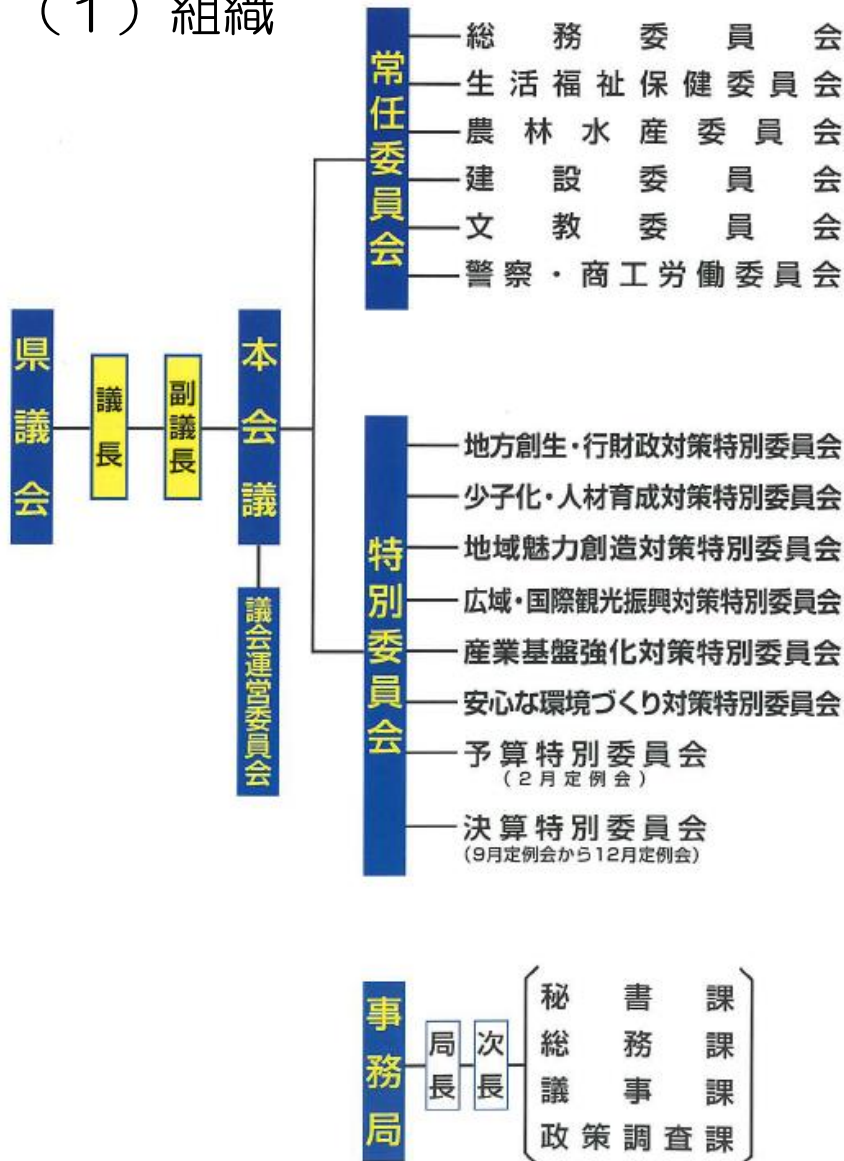 （１）組織
県議会
議長
副議長
本会議
議会運営委員会
常任委員会
総務委員会
生活福祉保健委員会
農林水産委員会
建設委員会
文教委員会
警察・商工労働委員会
特別委員会
地方創生・行財政対策特別委員会
少子化・人材育成対策特別委員会
地域魅力創造対策特別委員会
広域・国際観光振興対策特別委員会
産業基盤強化対策特別委員会
安心な環境づくり対策特別委員会
予算特別委員会
（２月定例会）
決算特別委員会
(9月定例会から12月定例会)
事務局
局長
次長
秘書課
総務課
議事課
政策調査課